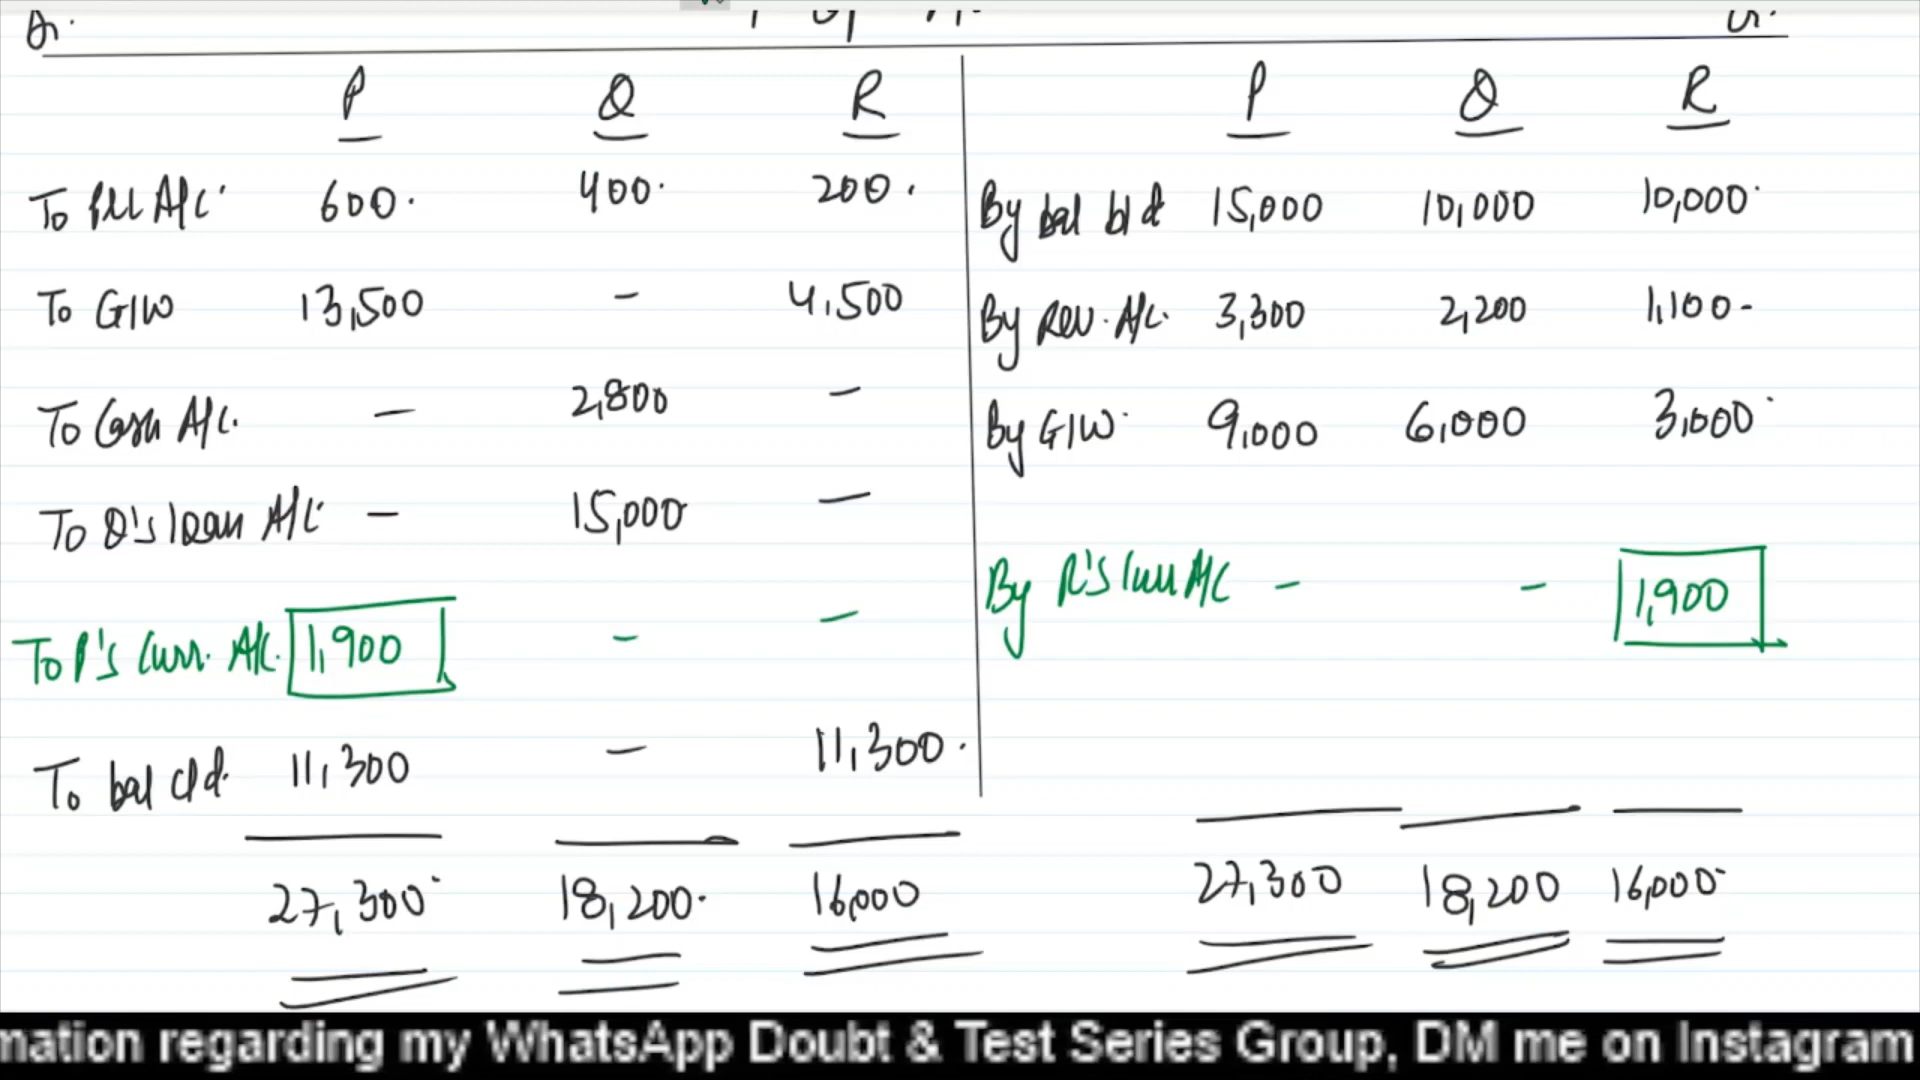 Dr. Cr.
P Q R P Q R
To P&L A/c 600. 400. 200.
By bal b/d 15,000 10,000 10,000
To G/W 13,500 - 4,500
By Rev. A/c. 3,300 2,200 1,100-
To Cash A/c. - 2,800 -
By G/W 9,000 6,000 3,000
To Q's loan A/c - 15,000 -
By R's Curr A/c - - 1,900
To P's Curr. A/c. 1,900 - -
To bal c/d. 11,300 - 11,300.
27,300 18,200. 16,000 27,300 18,200 16,000
mation regarding my WhatsApp Doubt & Test Series Group, DM me on Instagram